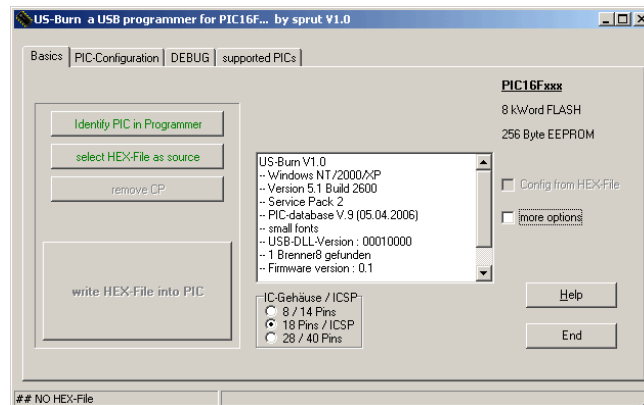 US-Burn a USB programmer for PIC16F... by sprut V1.0
Basics
PIC-Configuration
DEBUG
supported PICs
Identify PIC in Programmer
select HEX-File as source
remove CP
write HEX-File into PIC
US-Burn V1.0
-- Windows NT/2000/XP
-- Version 5.1 Build 2600
-- Service Pack 2
-- PIC-database V.9 (05.04.2006)
-- small fonts
-- USB-DLL-Version : 00010000
-- 1 Brenner8 gefunden
-- Firmware version : 0.1
IC-Gehäuse / ICSP
8 / 14 Pins
18 Pins / ICSP
28 / 40 Pins
PIC16Fxxx
8 kWord FLASH
256 Byte EEPROM
Config from HEX-File
more options
Help
End
## NO HEX-File